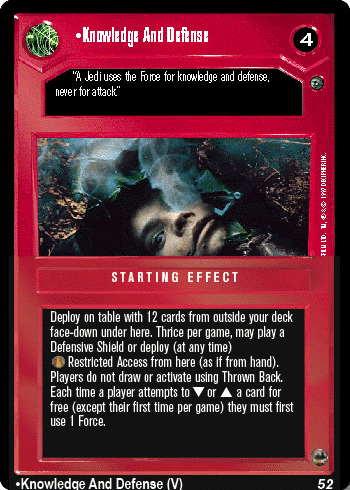 •Knowledge And Defense
4
"A Jedi uses the Force for knowledge and defense,
never for attack."
STARTING EFFECT
Deploy on table with 12 cards from outside your deck
face-down under here. Thrice per game, may play a
Defensive Shield or deploy (at any time)
Restricted Access from here (as if from hand).
Players do not draw or activate using Thrown Back.
Each time a player attempts to ▼ or ▲ a card for
free (except their first time per game) they must first
use 1 Force.
•Knowledge And Defense (V)
52